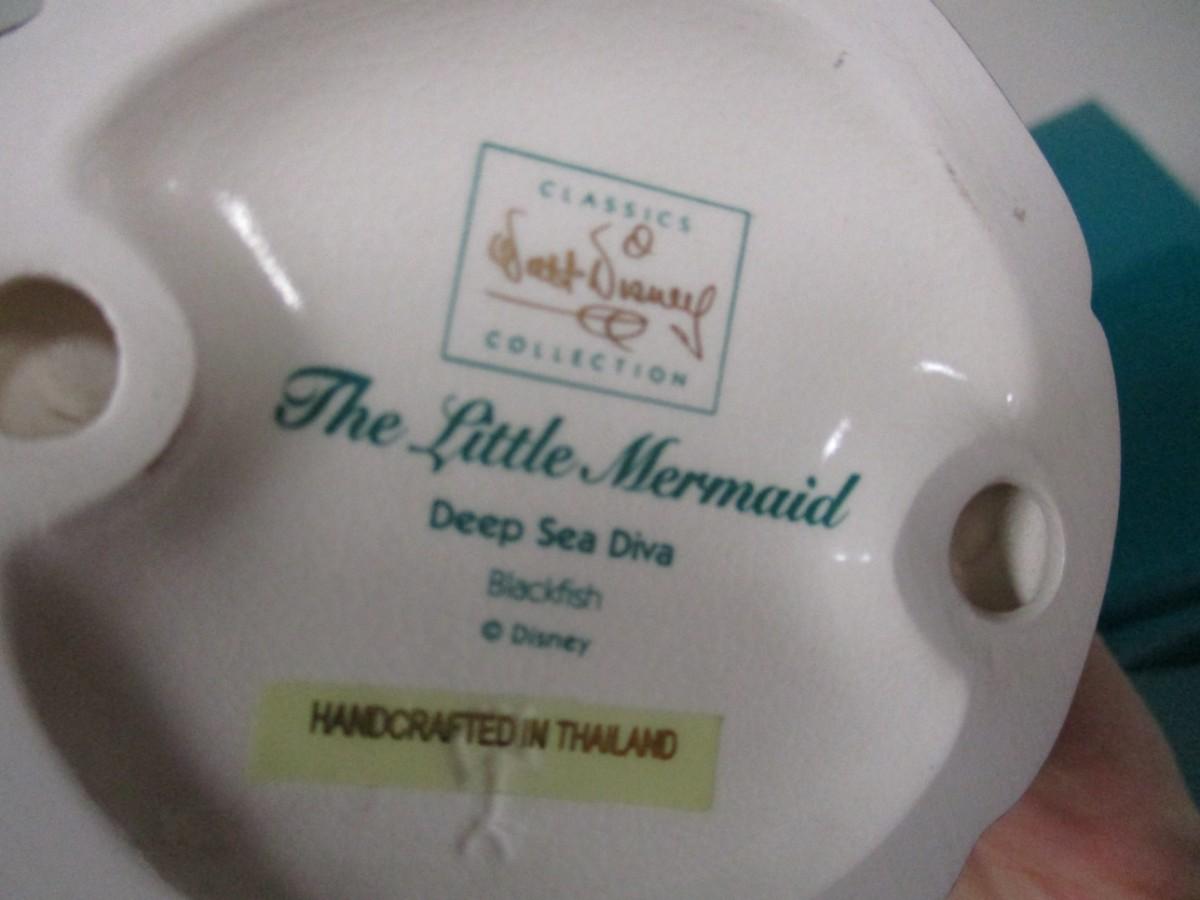 CLASSICS
Walt Disney
COLLECTION
The Little Mermaid
Deep Sea Diva
Blackfish
© Disney
HANDCRAFTED IN THAILAND